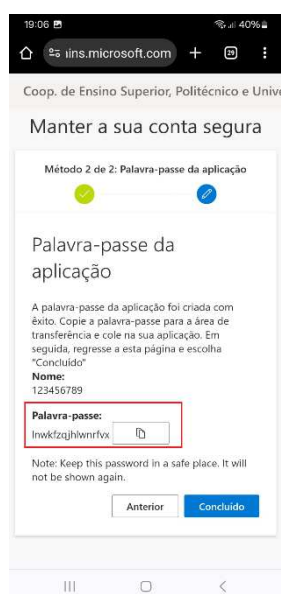 19:06
40%
ıins.microsoft.com
29
Coop. de Ensino Superior, Politécnico e Unive
Manter a sua conta segura
Método 2 de 2: Palavra-passe da aplicação
Palavra-passe da
aplicação
A palavra-passe da aplicação foi criada com
êxito. Copie a palavra-passe para a área de
transferência e cole na sua aplicação. Em
seguida, regresse a esta página e escolha
"Concluído"
Nome:
123456789
Palavra-passe:
lnwkfzqjhlwnrfvx
Note: Keep this password in a safe place. It will
not be shown again.
Anterior
Concluído